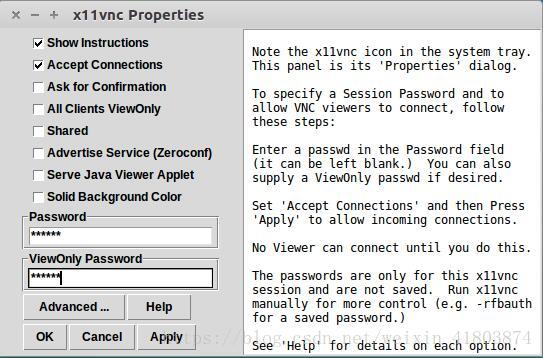 x11vnc Properties
Show Instructions
Accept Connections
Ask for Confirmation
All Clients ViewOnly
Shared
Advertise Service (Zeroconf)
Serve Java Viewer Applet
Solid Background Color
Password
******
ViewOnly Password
******
Advanced ... Help
OK Cancel Apply
Note the x11vnc icon in the system tray.
This panel is its 'Properties' dialog.
To specify a Session Password and to
allow VNC viewers to connect, follow
these steps:
Enter a passwd in the Password field
(it can be left blank.) You can also
supply a ViewOnly passwd if desired.
Set 'Accept Connections' and then Press
'Apply' to allow incoming connections.
No Viewer can connect until you do this.
The passwords are only for this x11vnc
session and are not saved. Run x11vnc
manually for more control (e.g. -rfbauth
for a saved password.)
See 'Help' for details on each option.
https://blog.csdn.net/weixin_41803874